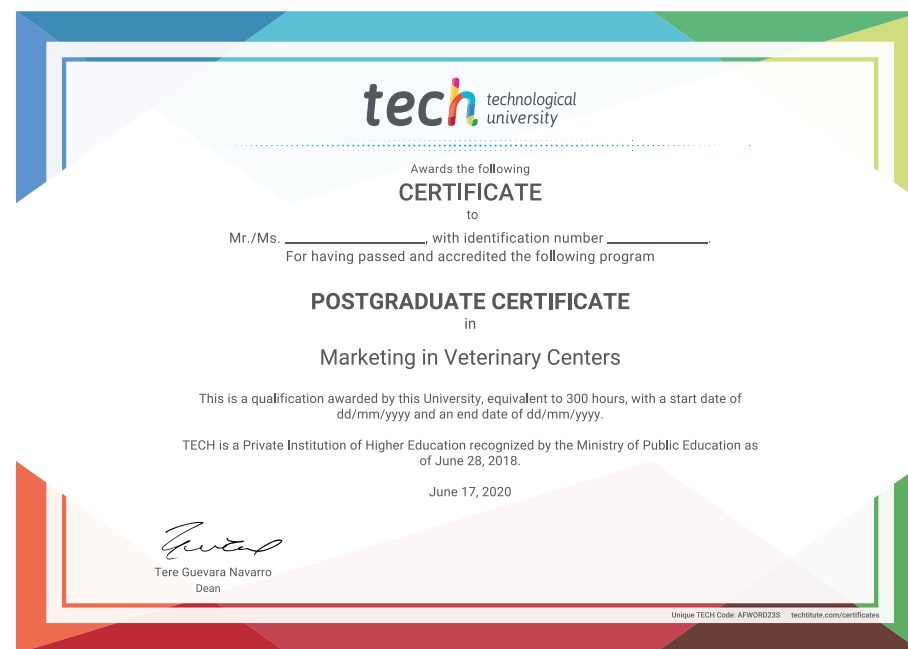 tech technological
university
Awards the following
CERTIFICATE
to
Mr./Ms. ____________________, with identification number ______________.
For having passed and accredited the following program
POSTGRADUATE CERTIFICATE
in
Marketing in Veterinary Centers
This is a qualification awarded by this University, equivalent to 300 hours, with a start date of
dd/mm/yyyy and an end date of dd/mm/yyyy.
TECH is a Private Institution of Higher Education recognized by the Ministry of Public Education as
of June 28, 2018.
June 17, 2020
Tere Guevara Navarro
Dean
Unique TECH Code: AFWORD23S techtitute.com/certificates